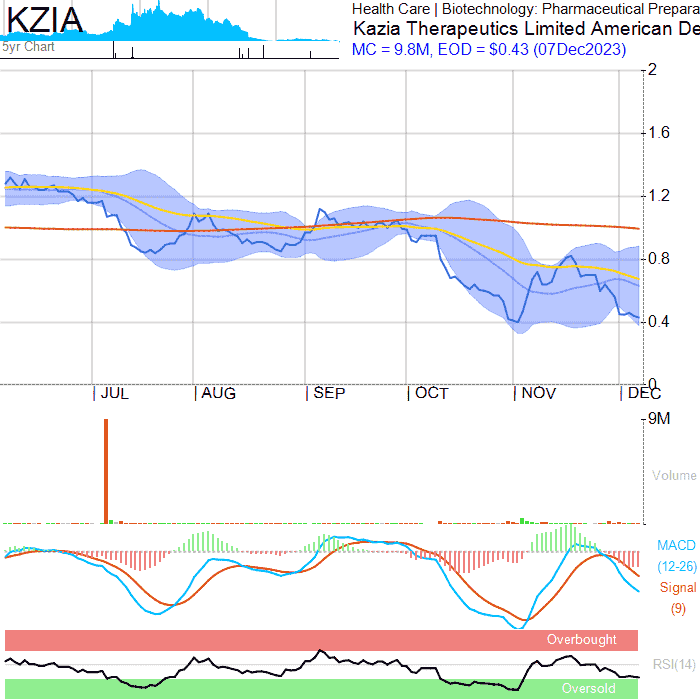 KZIA
5yr Chart
Health Care | Biotechnology: Pharmaceutical Prepara
Kazia Therapeutics Limited American De
MC = 9.8M, EOD = $0.43 (07Dec2023)
2
1.6
1.2
0.8
0.4
0
JUL AUG SEP OCT NOV DEC
9M
Volume
MACD
(12-26)
Signal
(9)
Overbought
RSI(14)
Oversold